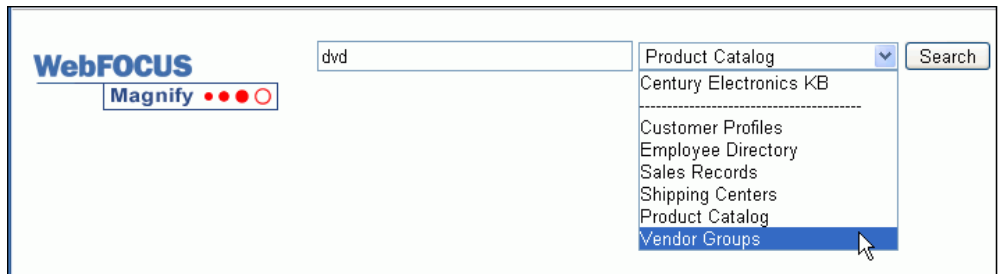 WebFOCUS
Magnify
dvd
Product Catalog
Search
Century Electronics KB
----------------------------------------
Customer Profiles
Employee Directory
Sales Records
Shipping Centers
Product Catalog
Vendor Groups